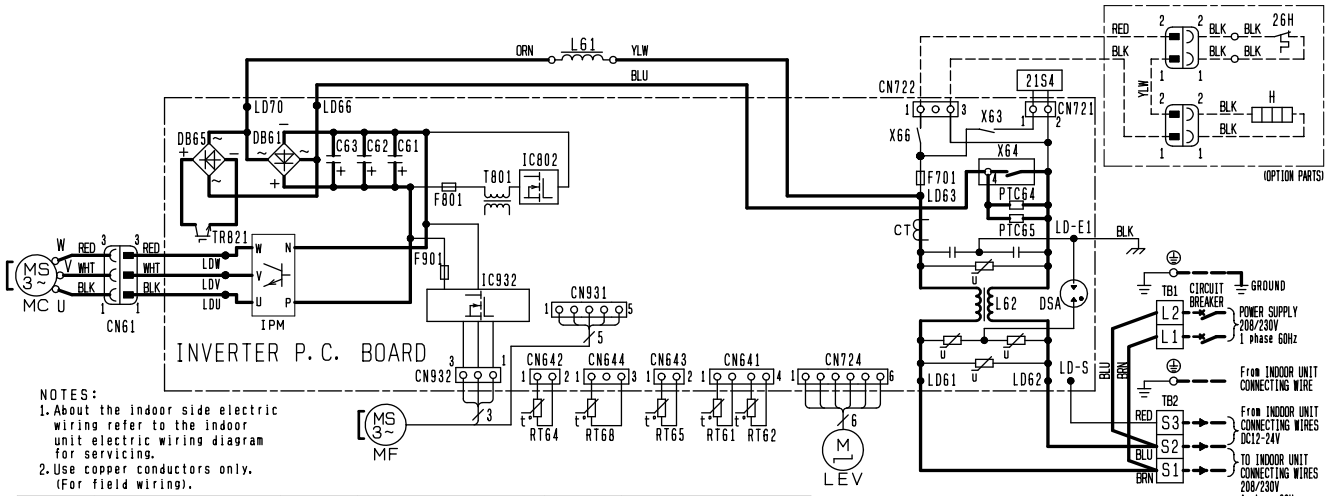 ORN L61 YLW
BLU
RED
BLK
2 2 BLK BLK 26H
BLK BLK
1 1
YLW
2 2 BLK H
BLK
1 1
(OPTION PARTS)
CN722
1 3
21S4
CN721
1 2
X63
X66
X64
4
F701
LD63
PTC64
PTC65
CT
LD-E1
BLK
U
L62
DSA
U
U
U
LD61
LD62
LD-S
LD70
LD66
DB65
DB61
C63 C62 C61
IC802
T801
F801
TR821
F901
IC932
W N
V
U P
IPM
LDW
LDV
LDU
MS
3~
MC
W RED 3 3 RED
V WHT WHT
U BLK 1 1 BLK
CN61
INVERTER P.C. BOARD
CN931
1 5
5
3 1
CN932
3
MS
3~
MF
CN642
1 2
t°
RT64
CN644
1 3
t°
RT68
CN643
1 2
t°
RT65
CN641
1 4
t° t°
RT61 RT62
CN724
1 6
6
M
LEV
GROUND
TB1 CIRCUIT BREAKER
L2
L1
POWER SUPPLY
208/230V
1 phase 60Hz
BLU
BRN
From INDOOR UNIT
CONNECTING WIRE
TB2
RED S3
BLU S2
BRN S1
From INDOOR UNIT
CONNECTING WIRES
DC12-24V
TO INDOOR UNIT
CONNECTING WIRES
208/230V
NOTES:
1. About the indoor side electric
wiring refer to the indoor
unit electric wiring diagram
for servicing.
2. Use copper conductors only.
(For field wiring).